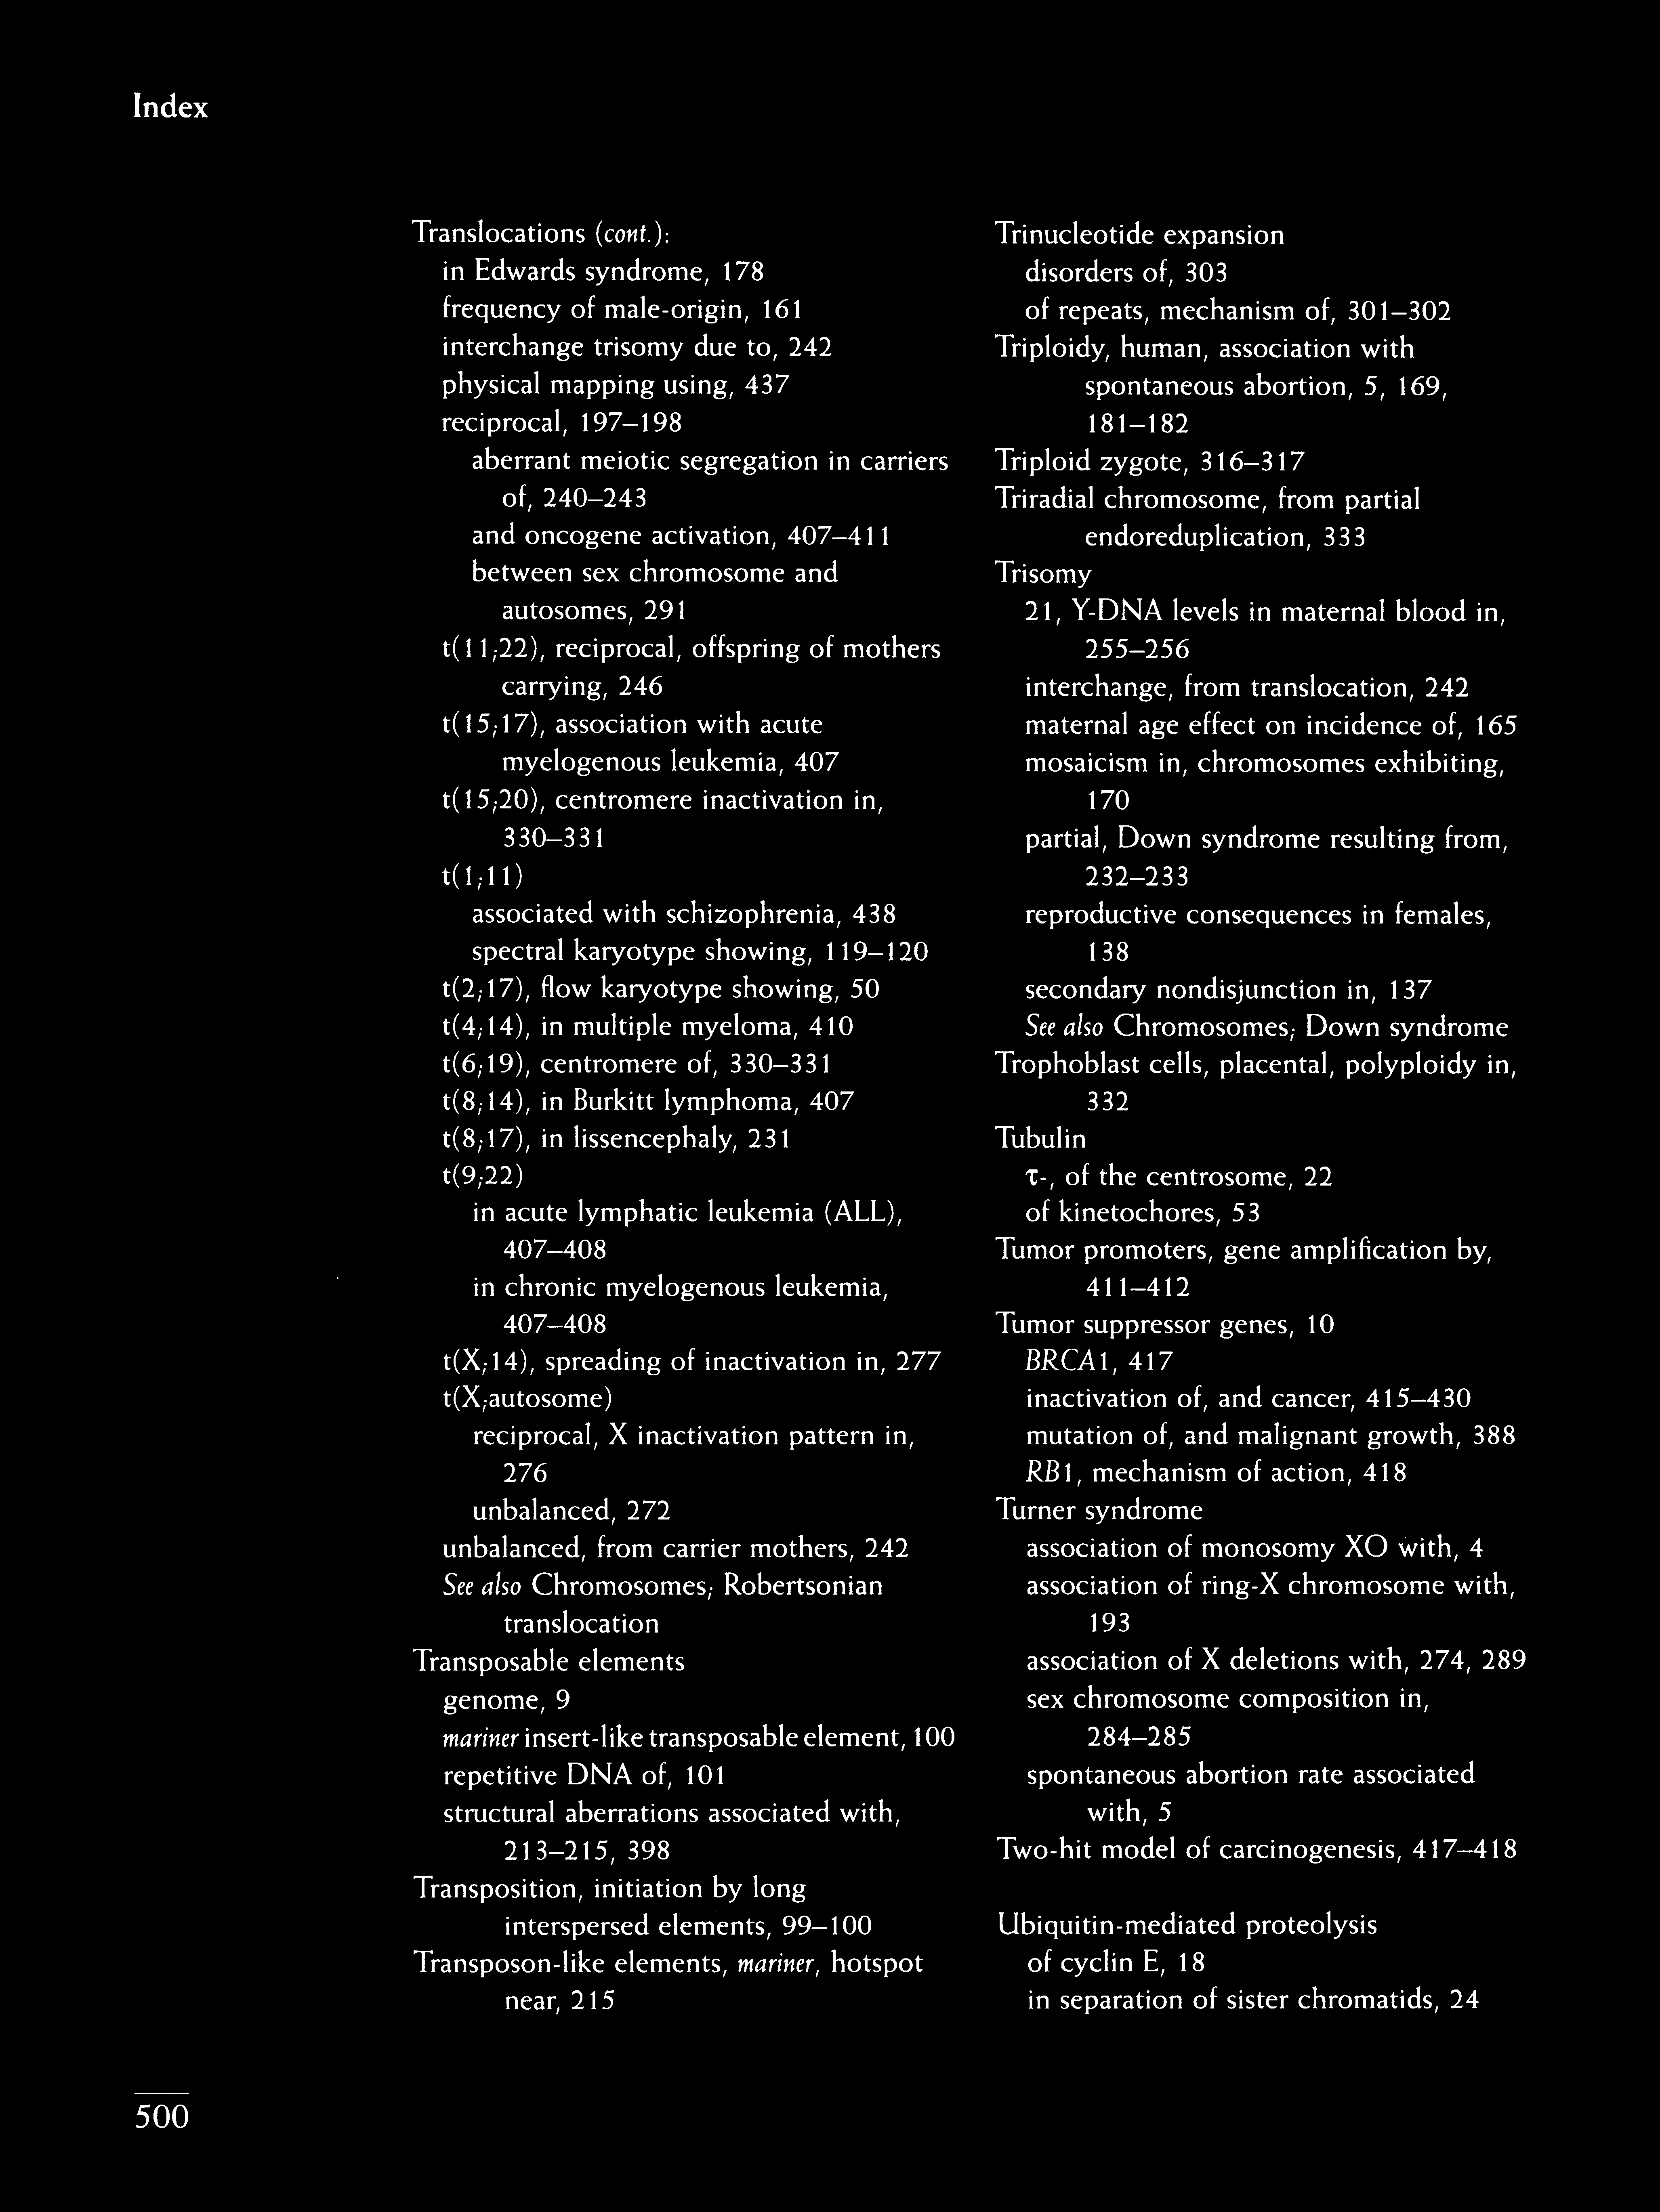 Index
Translocations (cont.):
in Edwards syndrome, 178
frequency of male-origin, 161
interchange trisomy due to, 242
physical mapping using, 437
reciprocal, 197–198
aberrant meiotic segregation in carriers
of, 240–243
and oncogene activation, 407–411
between sex chromosome and
autosomes, 291
t(11;22), reciprocal, offspring of mothers
carrying, 246
t(15;17), association with acute
myelogenous leukemia, 407
t(15;20), centromere inactivation in,
330–331
t(1;11)
associated with schizophrenia, 438
spectral karyotype showing, 119–120
t(2;17), flow karyotype showing, 50
t(4;14), in multiple myeloma, 410
t(6;19), centromere of, 330–331
t(8;14), in Burkitt lymphoma, 407
t(8;17), in lissencephaly, 231
t(9;22)
in acute lymphatic leukemia (ALL),
407–408
in chronic myelogenous leukemia,
407–408
t(X;14), spreading of inactivation in, 277
t(X;autosome)
reciprocal, X inactivation pattern in,
276
unbalanced, 272
unbalanced, from carrier mothers, 242
See also Chromosomes; Robertsonian
translocation
Transposable elements
genome, 9
mariner insert-like transposable element, 100
repetitive DNA of, 101
structural aberrations associated with,
213–215, 398
Transposition, initiation by long
interspersed elements, 99–100
Transposon-like elements, mariner, hotspot
near, 215
Trinucleotide expansion
disorders of, 303
of repeats, mechanism of, 301–302
Triploidy, human, association with
spontaneous abortion, 5, 169,
181–182
Triploid zygote, 316–317
Triradial chromosome, from partial
endoreduplication, 333
Trisomy
21, Y-DNA levels in maternal blood in,
255–256
interchange, from translocation, 242
maternal age effect on incidence of, 165
mosaicism in, chromosomes exhibiting,
170
partial, Down syndrome resulting from,
232–233
reproductive consequences in females,
138
secondary nondisjunction in, 137
See also Chromosomes; Down syndrome
Trophoblast cells, placental, polyploidy in,
332
Tubulin
τ-, of the centrosome, 22
of kinetochores, 53
Tumor promoters, gene amplification by,
411–412
Tumor suppressor genes, 10
BRCA1, 417
inactivation of, and cancer, 415–430
mutation of, and malignant growth, 388
RB1, mechanism of action, 418
Turner syndrome
association of monosomy XO with, 4
association of ring-X chromosome with,
193
association of X deletions with, 274, 289
sex chromosome composition in,
284–285
spontaneous abortion rate associated
with, 5
Two-hit model of carcinogenesis, 417–418
Ubiquitin-mediated proteolysis
of cyclin E, 18
in separation of sister chromatids, 24
500